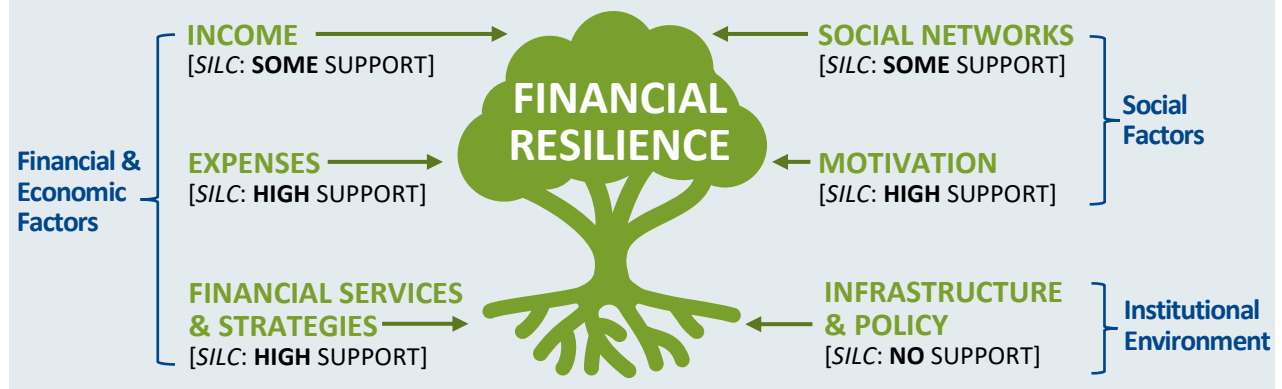 Financial &
Economic
Factors
INCOME
[SILC: SOME SUPPORT]
EXPENSES
[SILC: HIGH SUPPORT]
FINANCIAL SERVICES
& STRATEGIES
[SILC: HIGH SUPPORT]
FINANCIAL
RESILIENCE
SOCIAL NETWORKS
[SILC: SOME SUPPORT]
MOTIVATION
[SILC: HIGH SUPPORT]
Social
Factors
INFRASTRUCTURE
& POLICY
[SILC: NO SUPPORT]
Institutional
Environment